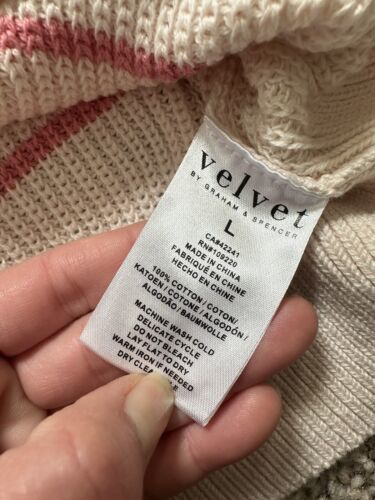 velvet
BY GRAHAM & SPENCER
L
CA#42241
RN#109220
MADE IN CHINA
FABRIQUÉ EN CHINE
HECHO EN CHINE
100% COTTON / COTON/
KATOEN / COTONE / ALGODÓN /
ALGODÃO / BAUMWOLLE
MACHINE WASH COLD
DELICATE CYCLE
DO NOT BLEACH
LAY FLAT TO DRY
WARM IRON IF NEEDED
DRY CLEA